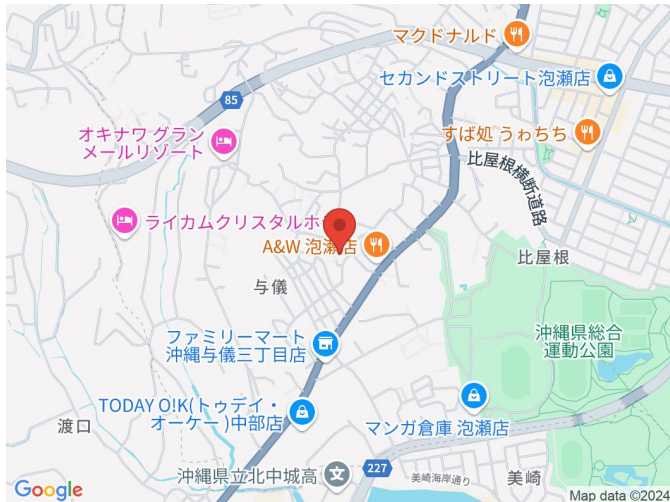 マクドナルド
セカンドストリート泡瀬店
85
オキナワ グラン
メールリゾート
すば処 うゎちち
比屋根横断道路
ライカムクリスタルホ
A&W 泡瀬店
比屋根
与儀
ファミリーマート
沖縄与儀三丁目店
沖縄県総合
運動公園
TODAY O!K(トゥデイ・
オーケー )中部店
渡口
マンガ倉庫 泡瀬店
沖縄県立北中城高
227
美崎海岸通り
美崎
Google
Map data ©2024